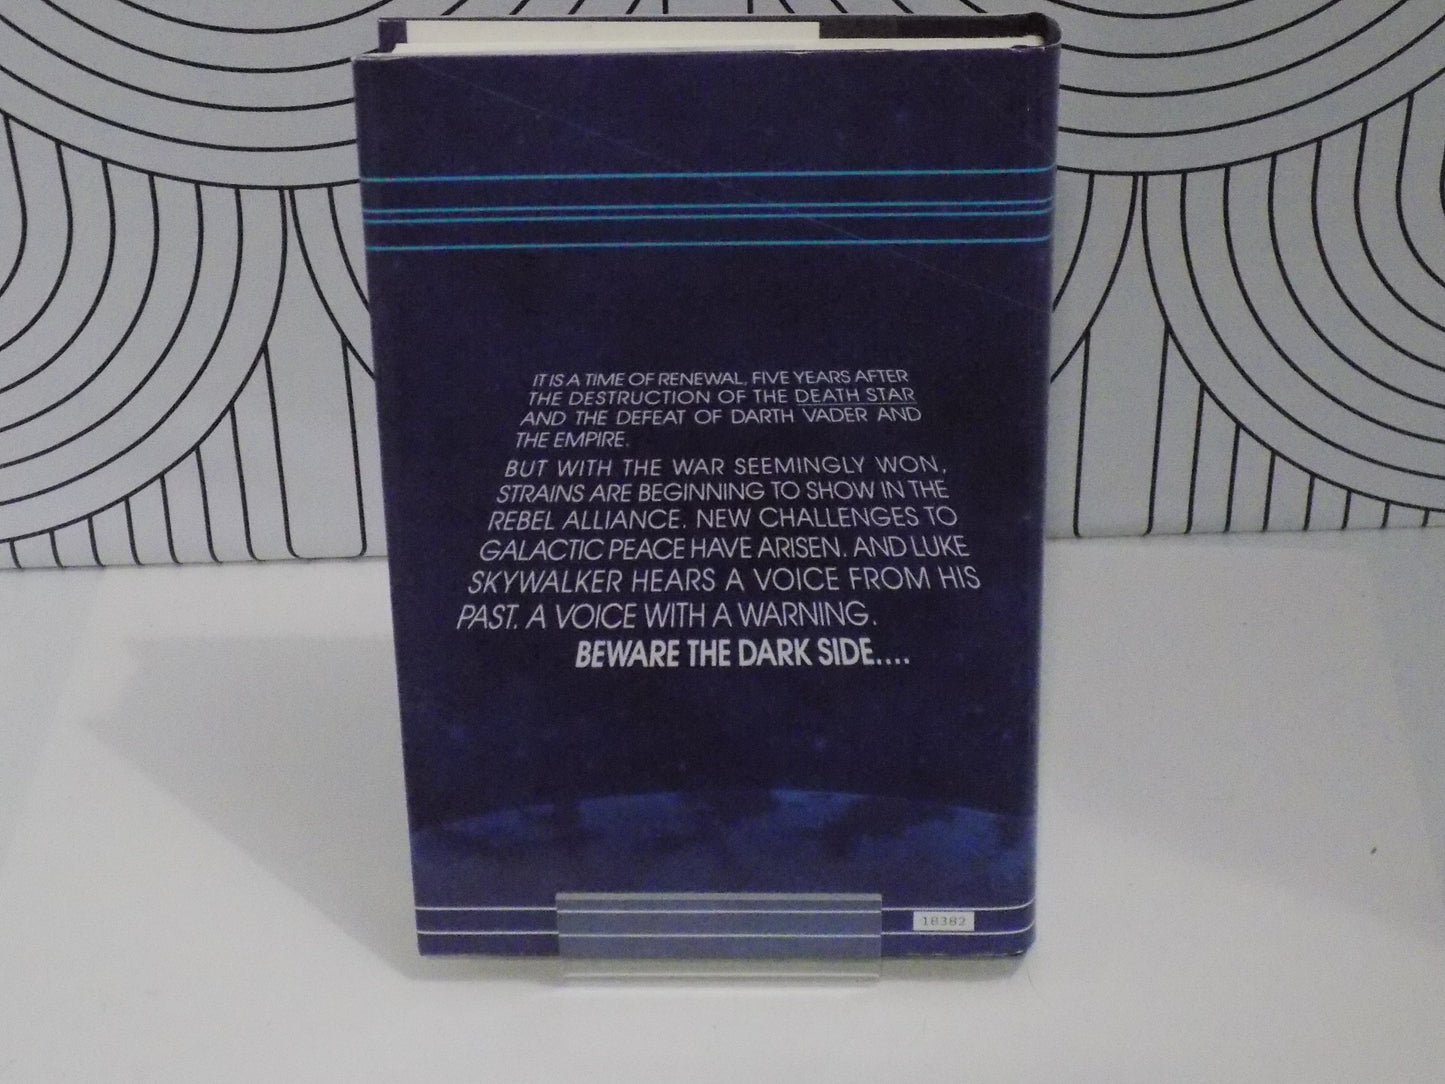 IT IS A TIME OF RENEWAL, FIVE YEARS AFTER
THE DESTRUCTION OF THE DEATH STAR
AND THE DEFEAT OF DARTH VADER AND
THE EMPIRE.
BUT WITH THE WAR SEEMINGLY WON,
STRAINS ARE BEGINNING TO SHOW IN THE
REBEL ALLIANCE. NEW CHALLENGES TO
GALACTIC PEACE HAVE ARISEN. AND LUKE
SKYWALKER HEARS A VOICE FROM HIS
PAST. A VOICE WITH A WARNING.
BEWARE THE DARK SIDE....
18382